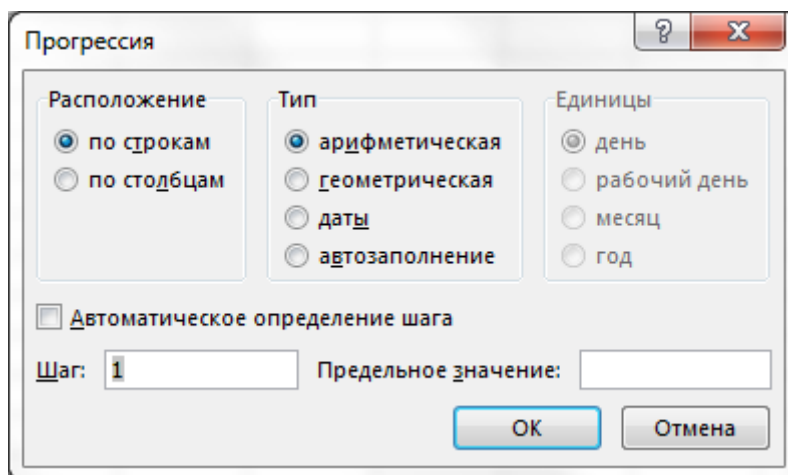 Прогрессия
Расположение
по строкам
по столбцам
Тип
арифметическая
геометрическая
даты
автозаполнение
Единицы
день
рабочий день
месяц
год
Автоматическое определение шага
Шаг: 1
Предельное значение:
ОК
Отмена